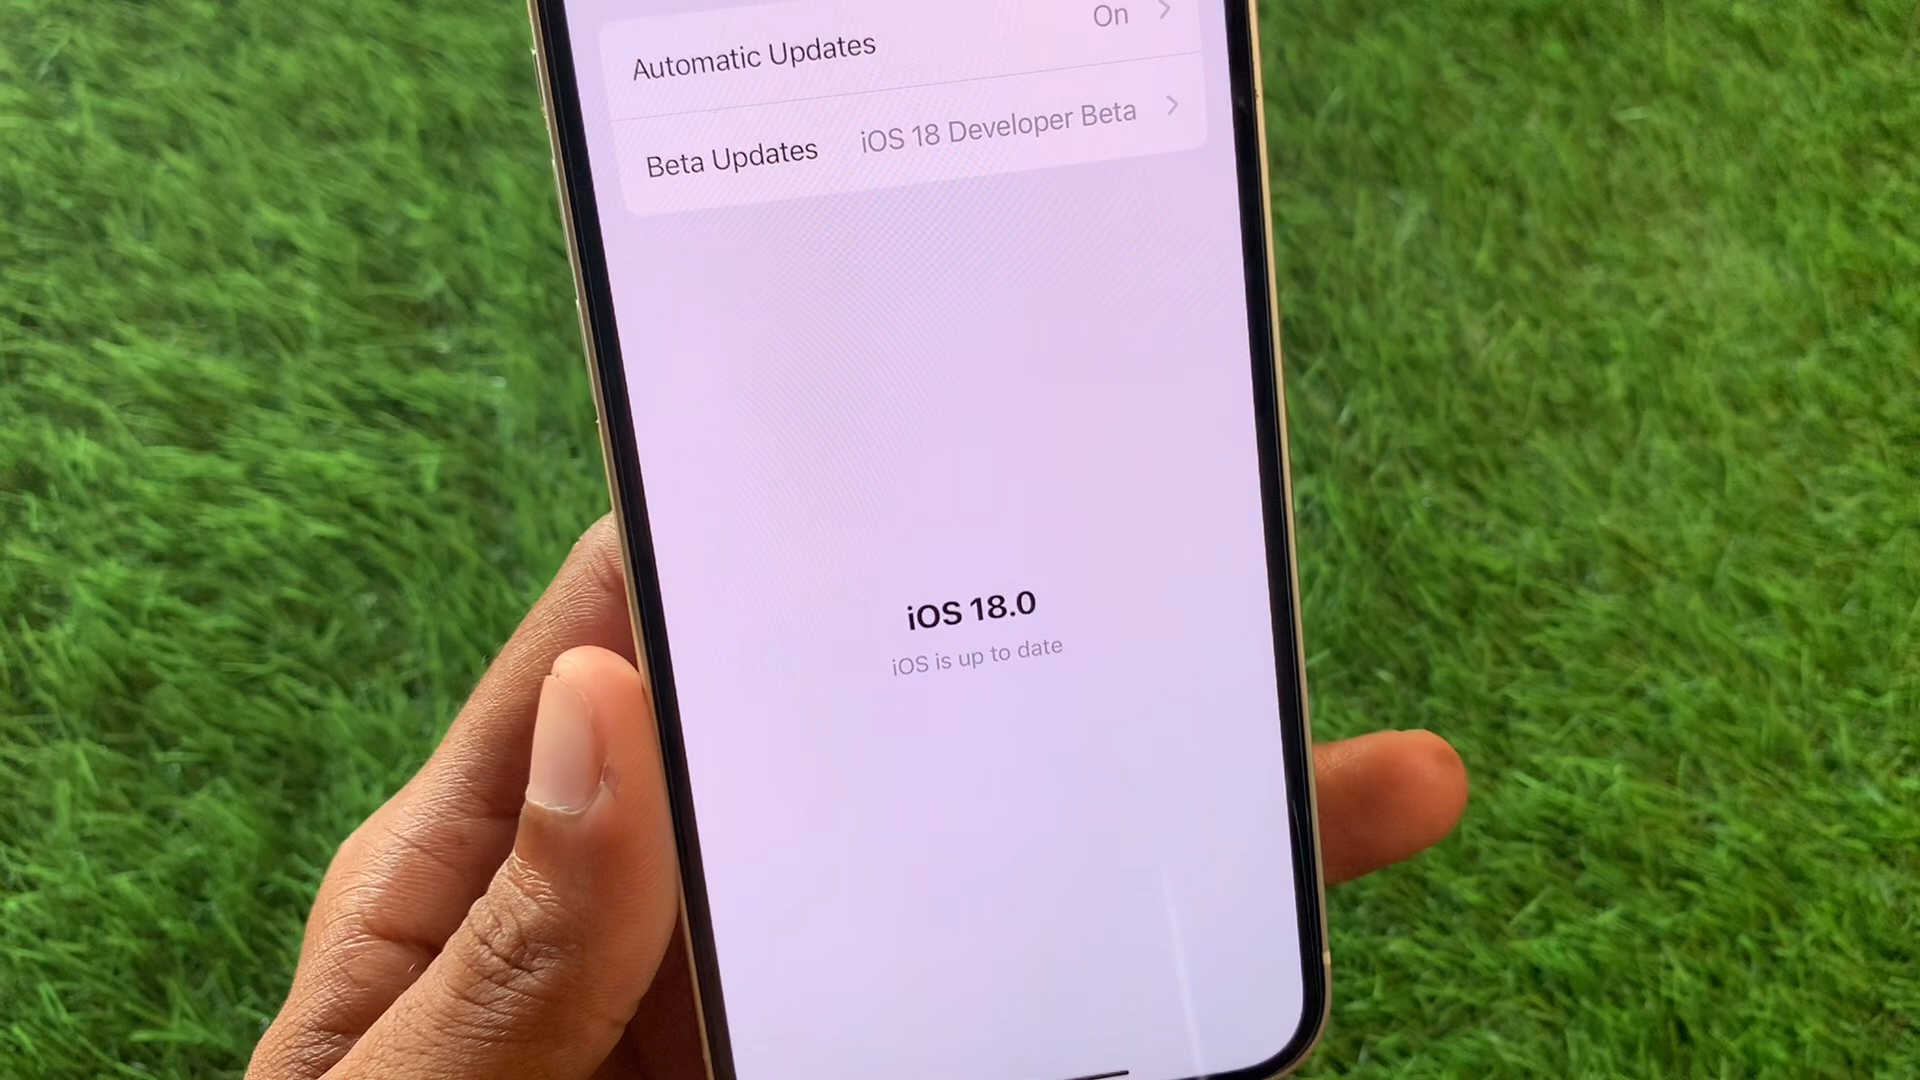 Automatic Updates On
Beta Updates iOS 18 Developer Beta
iOS 18.0
iOS is up to date